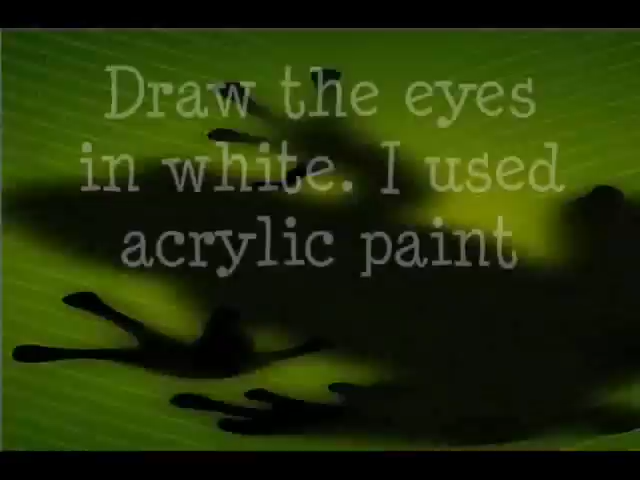 Draw the eyes
in white. I used
acrylic paint